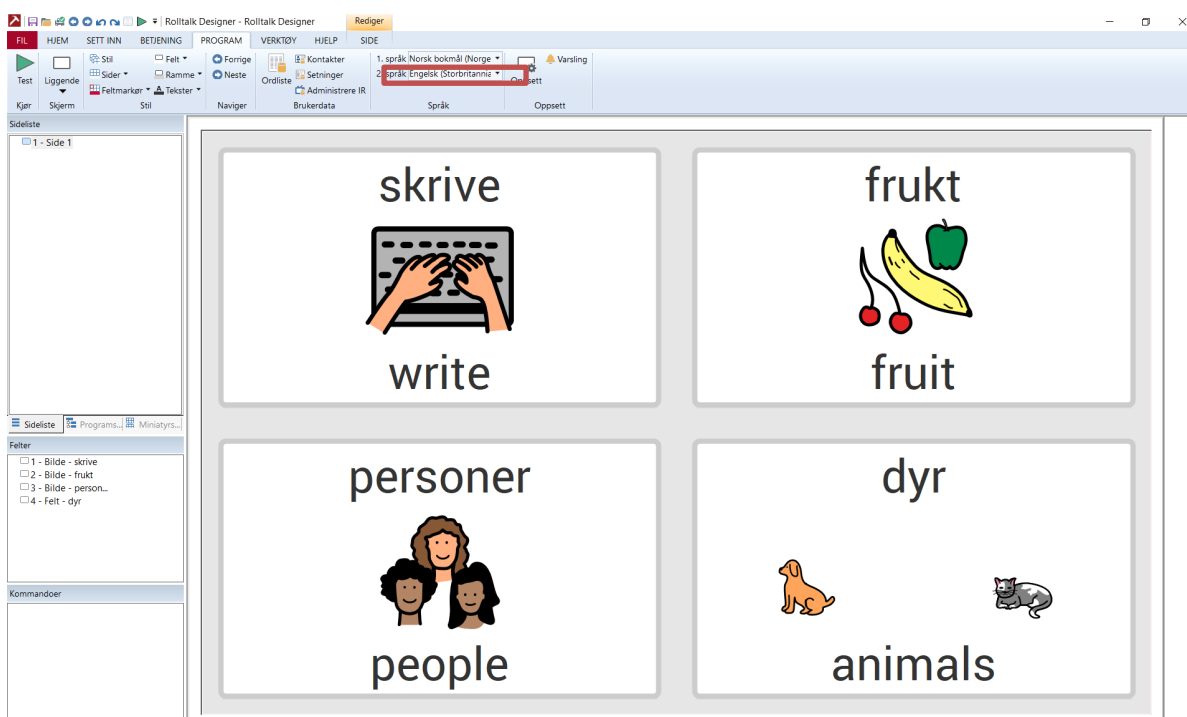 Rolltalk Designer - Rolltalk Designer
Rediger
FIL HJEM SETT INN BETJENING PROGRAM VERKTØY HJELP SIDE
Test
Kjør
Liggende
Skjerm
Stil
Sider
Feltmarkør
Felt
Ramme
Tekster
Stil
Forrige
Neste
Naviger
Ordliste
Kontakter
Setninger
Administrere IR
Brukerdata
1. språk Norsk bokmål (Norge
2. språk Engelsk (Storbritannia
Språk
Oppsett
Varsling
Oppsett
Sideliste
1 - Side 1
Sideliste Programs... Miniatyrs...
Felter
1 - Bilde - skrive
2 - Bilde - frukt
3 - Bilde - person...
4 - Felt - dyr
Kommandoer
skrive
write
frukt
fruit
personer
people
dyr
animals